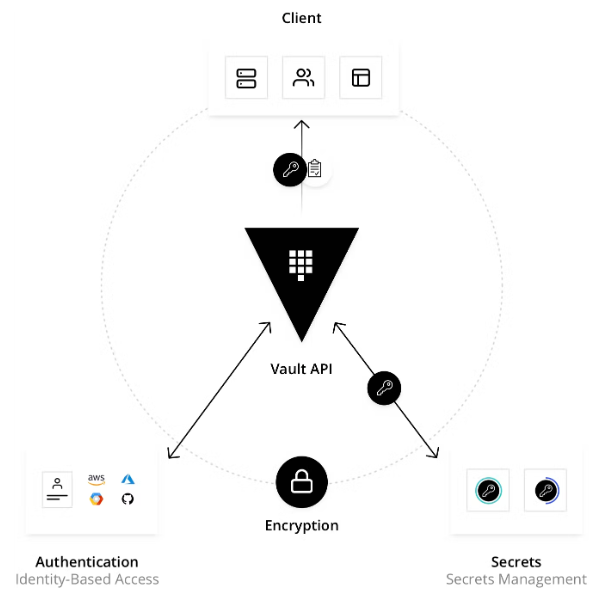 Client
Vault API
aws
Encryption
Authentication
Identity-Based Access
Secrets
Secrets Management